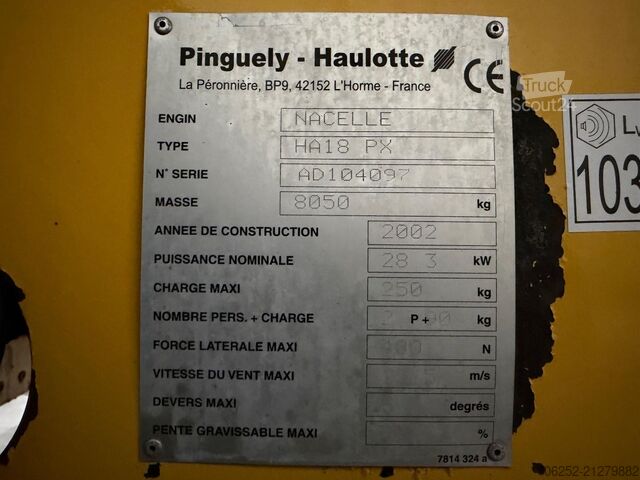 Pinguely - Haulotte
CE
La Péronnière, BP9, 42152 L'Horme - France
Truck
Scout24
ENGIN NACELLE
TYPE HA18 PX
N° SERIE AD104097
MASSE 8050 kg
ANNEE DE CONSTRUCTION 2002
PUISSANCE NOMINALE 28 3 kW
CHARGE MAXI 250 kg
NOMBRE PERS. + CHARGE P + kg
FORCE LATERALE MAXI N
VITESSE DU VENT MAXI m/s
DEVERS MAXI degrés
PENTE GRAVISSABLE MAXI %
7814 324 a
103
06252-21279882